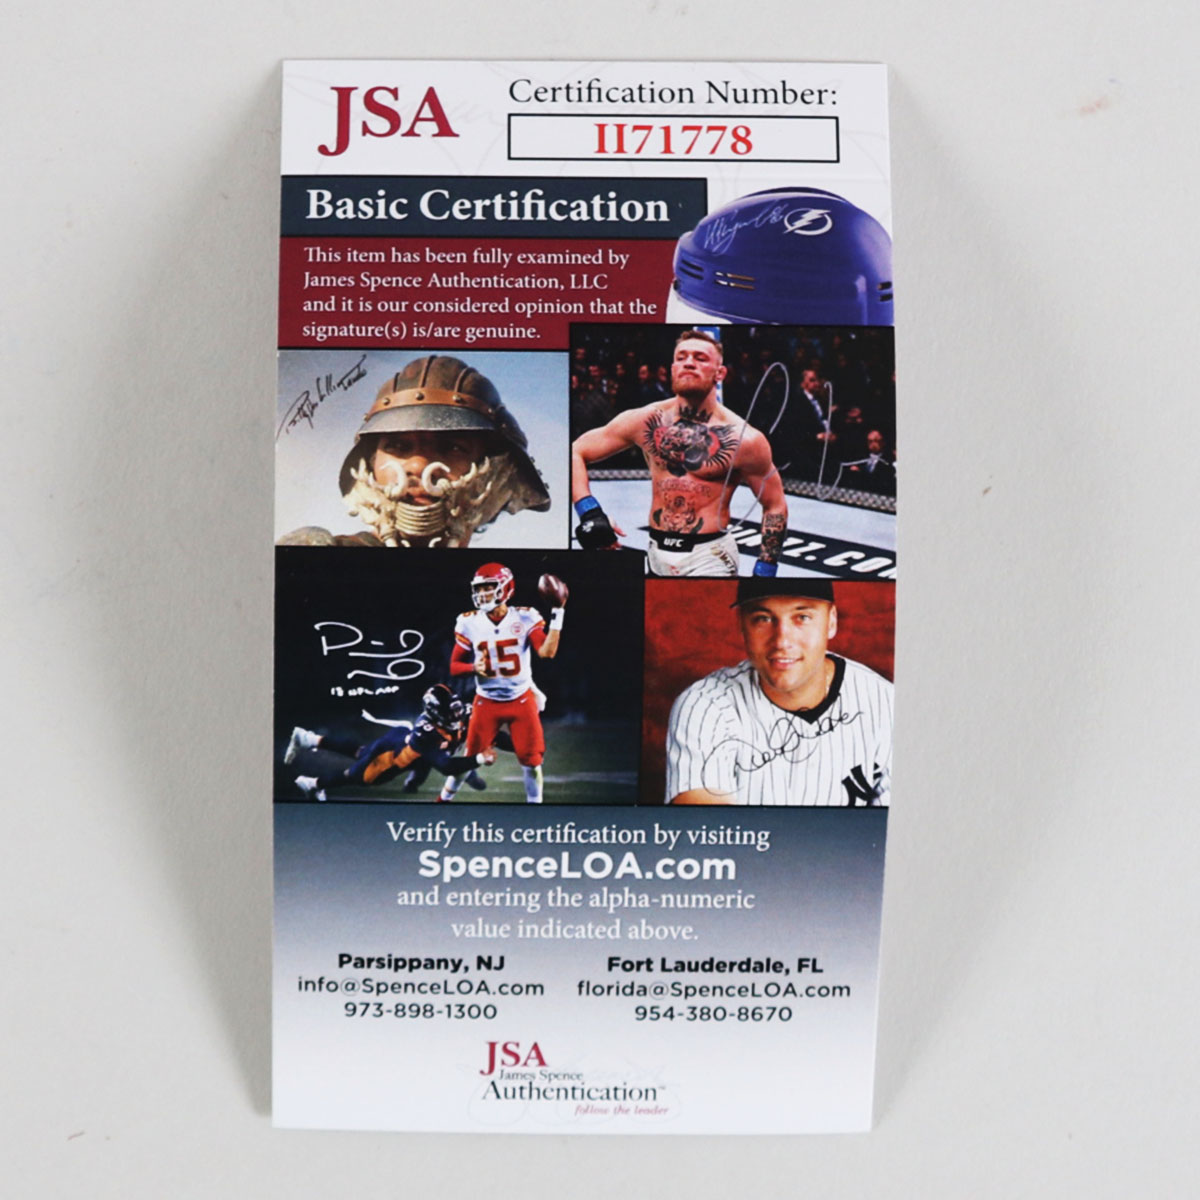 JSA
Certification Number:
II71778
Basic Certification
This item has been fully examined by
James Spence Authentication, LLC
and it is our considered opinion that the
signature(s) is/are genuine.
UFC
15
Verify this certification by visiting
SpenceLOA.com
and entering the alpha-numeric
value indicated above.
Parsippany, NJ
info@SpenceLOA.com
973-898-1300
Fort Lauderdale, FL
florida@SpenceLOA.com
954-380-8670
JSA
James Spence
Authentication™
follow the leader